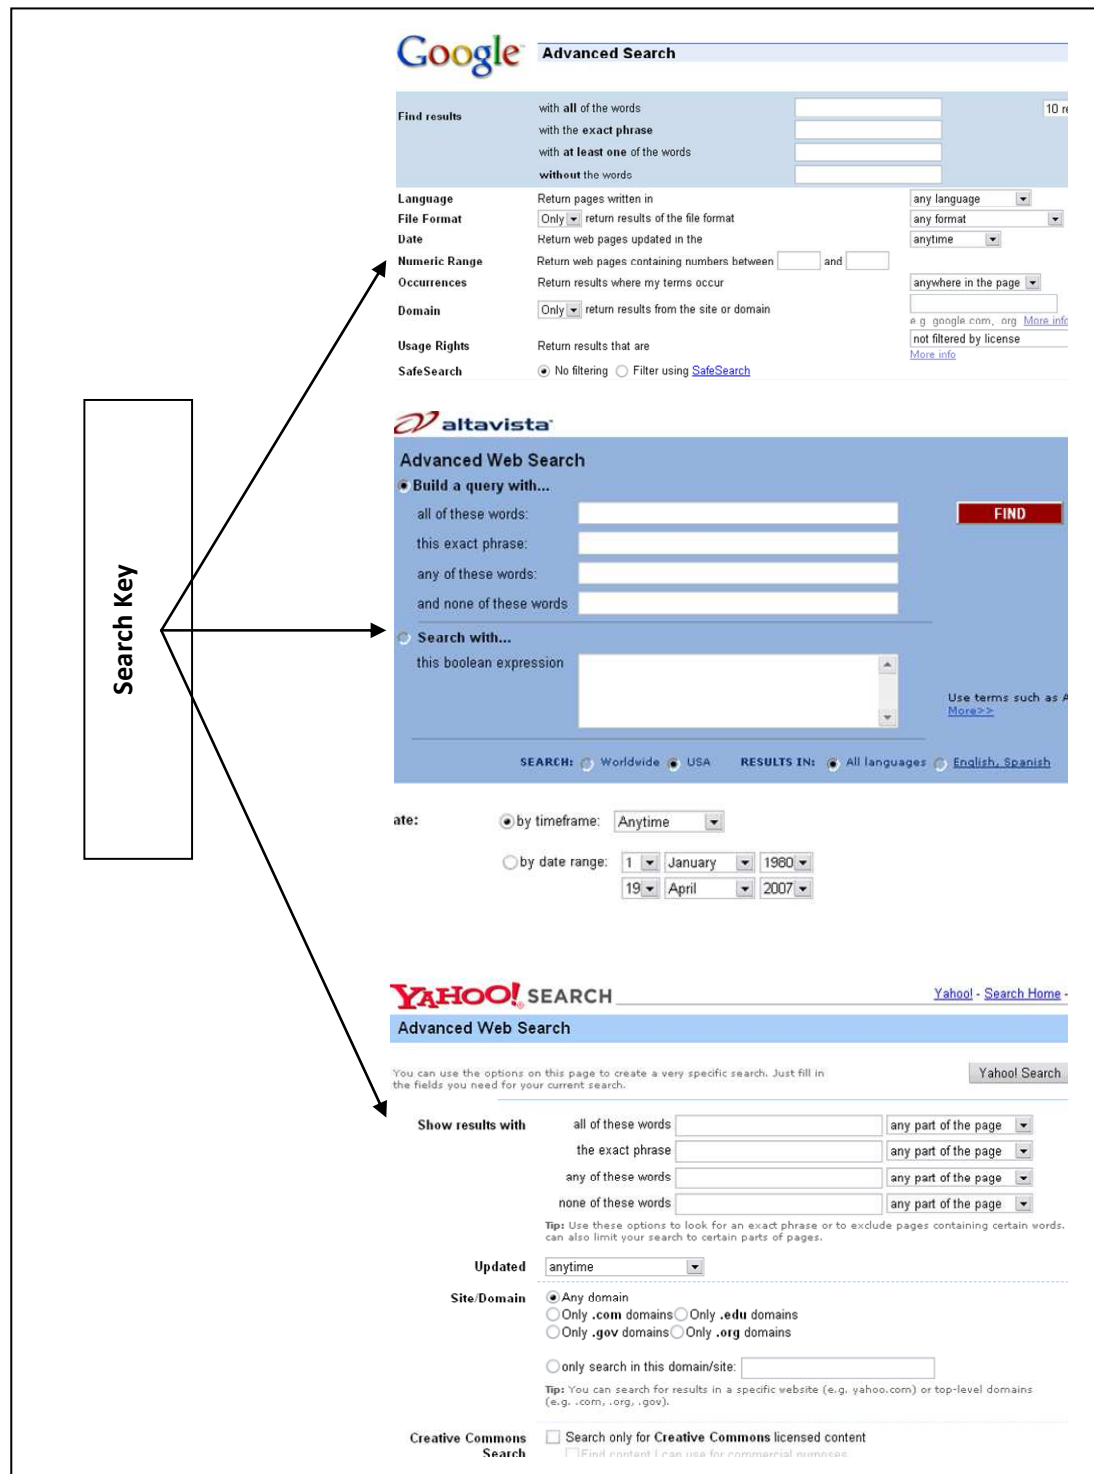 Google Advanced Search
Find results with all of the words 10 re
with the exact phrase
with at least one of the words
without the words
Language Return pages written in any language
File Format Only return results of the file format any format
Date Return web pages updated in the anytime
Numeric Range Return web pages containing numbers between and
Occurrences Return results where my terms occur anywhere in the page
Domain Only return results from the site or domain
e.g. google.com, .org More info
Usage Rights Return results that are not filtered by license
More info
SafeSearch No filtering Filter using SafeSearch
Search Key
altavista
Advanced Web Search
Build a query with...
all of these words: FIND
this exact phrase:
any of these words:
and none of these words
Search with...
this boolean expression
Use terms such as A
More>>
SEARCH: Worldwide USA RESULTS IN: All languages English, Spanish
ate: by timeframe: Anytime
by date range: 1 January 1980
19 April 2007
YAHOO! SEARCH Yahoo! - Search Home -
Advanced Web Search
You can use the options on this page to create a very specific search. Just fill in
the fields you need for your current search. Yahoo! Search
Show results with all of these words any part of the page
the exact phrase any part of the page
any of these words any part of the page
none of these words any part of the page
Tip: Use these options to look for an exact phrase or to exclude pages containing certain words.
can also limit your search to certain parts of pages.
Updated anytime
Site/Domain Any domain
Only .com domains Only .edu domains
Only .gov domains Only .org domains
only search in this domain/site:
Tip: You can search for results in a specific website (e.g. yahoo.com) or top-level domains
(e.g. .com, .org, .gov).
Creative Commons Search only for Creative Commons licensed content
Search Find content I can use for commercial purposes